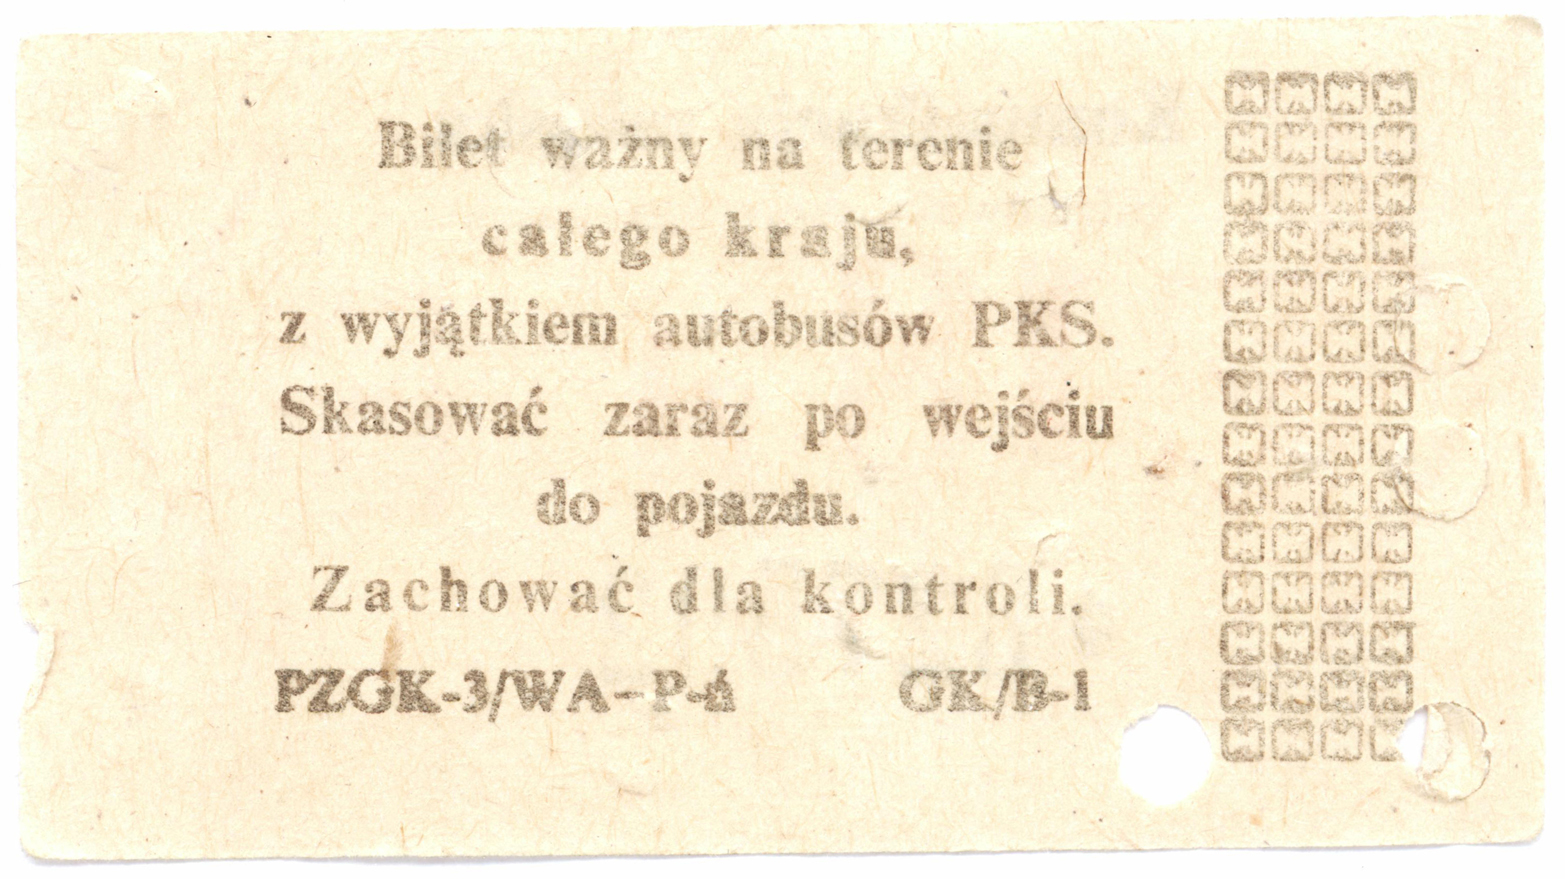 Bilet ważny na terenie
całego kraju,
z wyjątkiem autobusów PKS.
Skasować zaraz po wejściu
do pojazdu.
Zachować dla kontroli.
PZGK-3/WA-P-4 GK/B-1